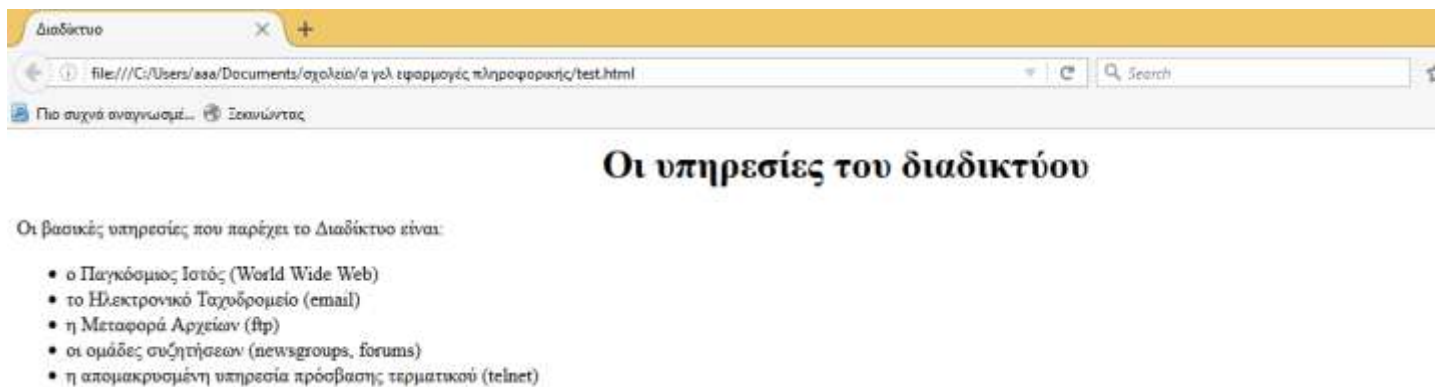 Διαδίκτυο
file:///C:/Users/aaa/Documents/σχολείο/α γελ εφαρμογές πληροφορικής/test.html
Search
Πιο συχνά αναγνωσμέ... Ξεκινώντας
Οι υπηρεσίες του διαδικτύου
Οι βασικές υπηρεσίες που παρέχει το Διαδίκτυο είναι:
• ο Παγκόσμιος Ιστός (World Wide Web)
• το Ηλεκτρονικό Ταχυδρομείο (email)
• η Μεταφορά Αρχείων (ftp)
• οι ομάδες συζητήσεων (newsgroups, forums)
• η απομακρυσμένη υπηρεσία πρόσβασης τερματικού (telnet)